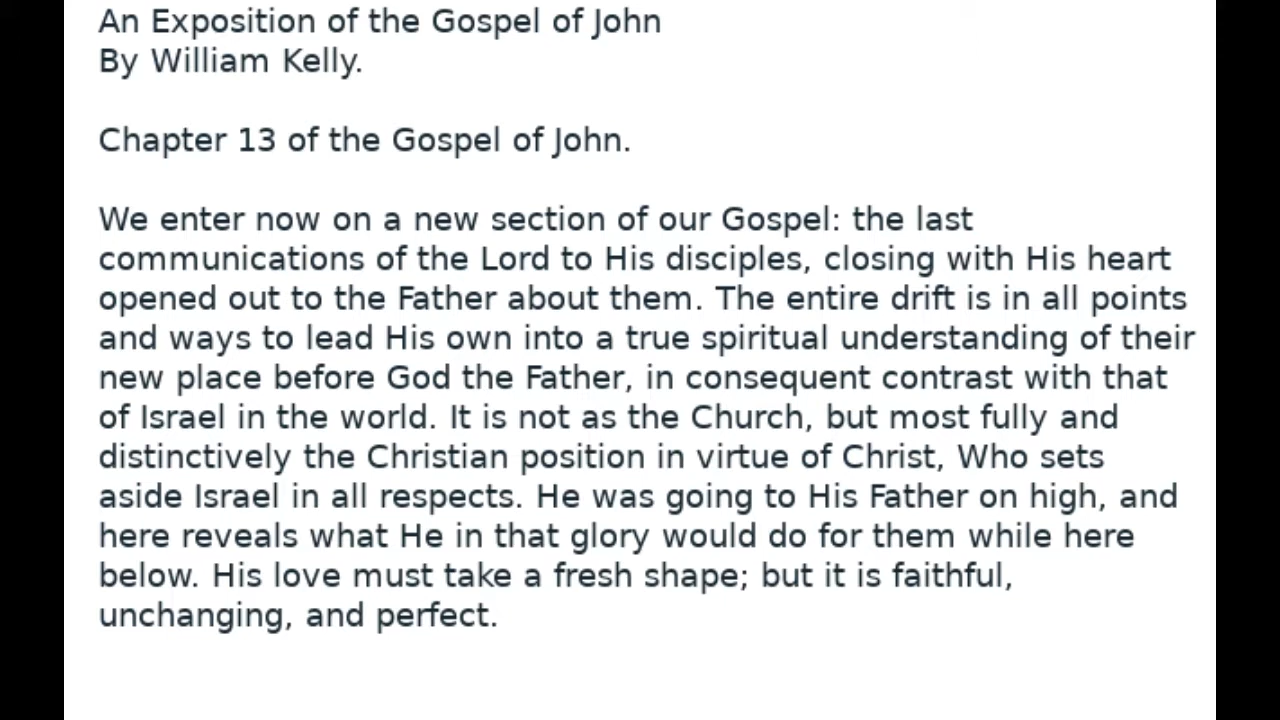 An Exposition of the Gospel of John
By William Kelly.
Chapter 13 of the Gospel of John.
We enter now on a new section of our Gospel: the last
communications of the Lord to His disciples, closing with His heart
opened out to the Father about them. The entire drift is in all points
and ways to lead His own into a true spiritual understanding of their
new place before God the Father, in consequent contrast with that
of Israel in the world. It is not as the Church, but most fully and
distinctively the Christian position in virtue of Christ, Who sets
aside Israel in all respects. He was going to His Father on high, and
here reveals what He in that glory would do for them while here
below. His love must take a fresh shape; but it is faithful,
unchanging, and perfect.